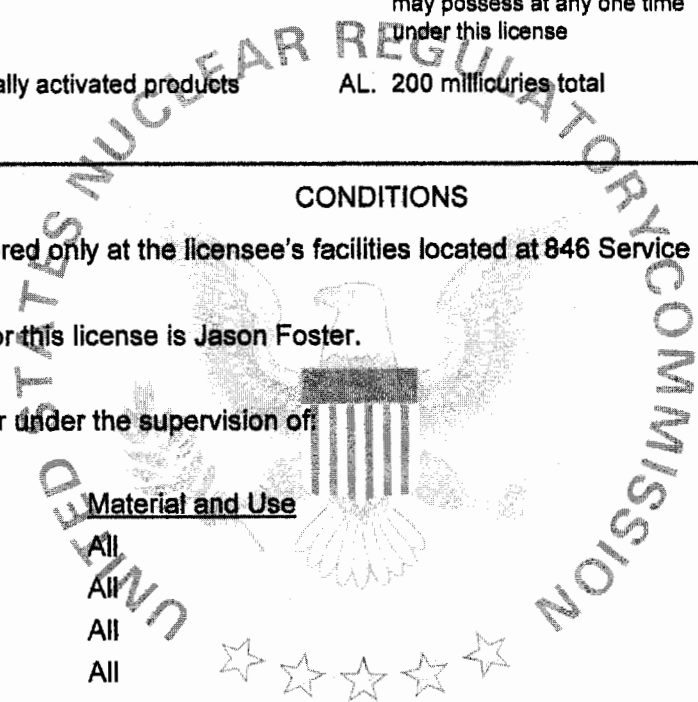 may possess at any one time
under this license
ally activated products AL. 200 millicuries total
CONDITIONS
red only at the licensee's facilities located at 846 Service
or this license is Jason Foster.
r under the supervision of:
Material and Use
All
All
All
All
UNITED STATES NUCLEAR REGULATORY COMMISSION